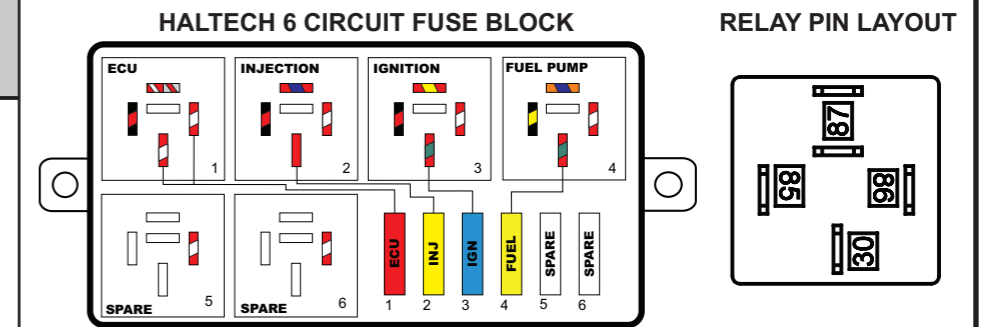 HALTECH 6 CIRCUIT FUSE BLOCK
RELAY PIN LAYOUT
ECU
1
INJECTION
2
IGNITION
3
FUEL PUMP
4
SPARE
5
SPARE
6
ECU
INJ
IGN
FUEL
SPARE
SPARE
1
2
3
4
5
6
87
85
86
30